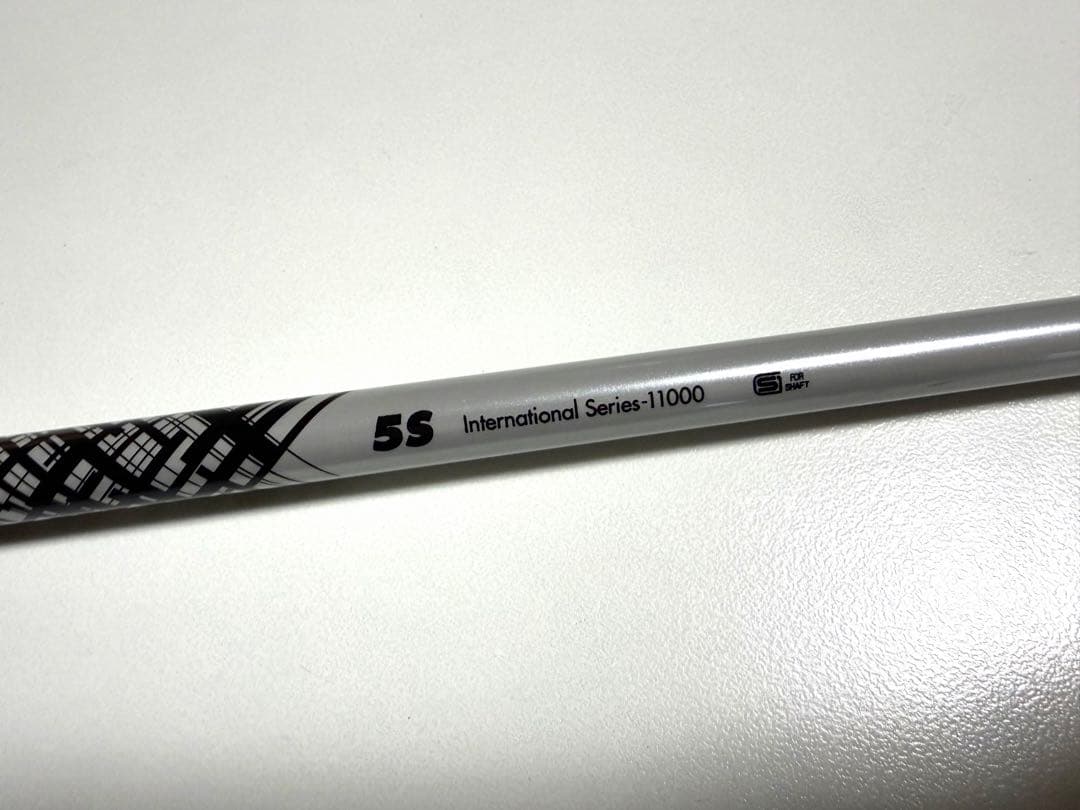 5S International Series-11000
FOR
SHAFT